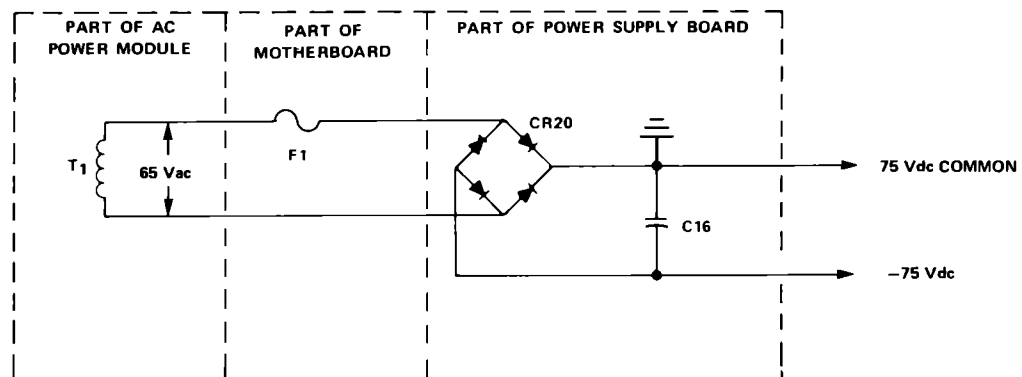 PART OF AC
POWER MODULE
PART OF
MOTHERBOARD
PART OF POWER SUPPLY BOARD
CR20
F1
T1
65 Vac
75 Vdc COMMON
C16
–75 Vdc